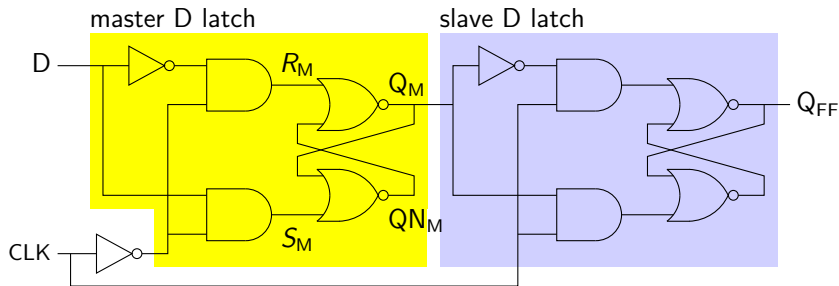 master D latch
slave D latch
D
R_M
Q_M
Q_FF
S_M
QN_M
CLK